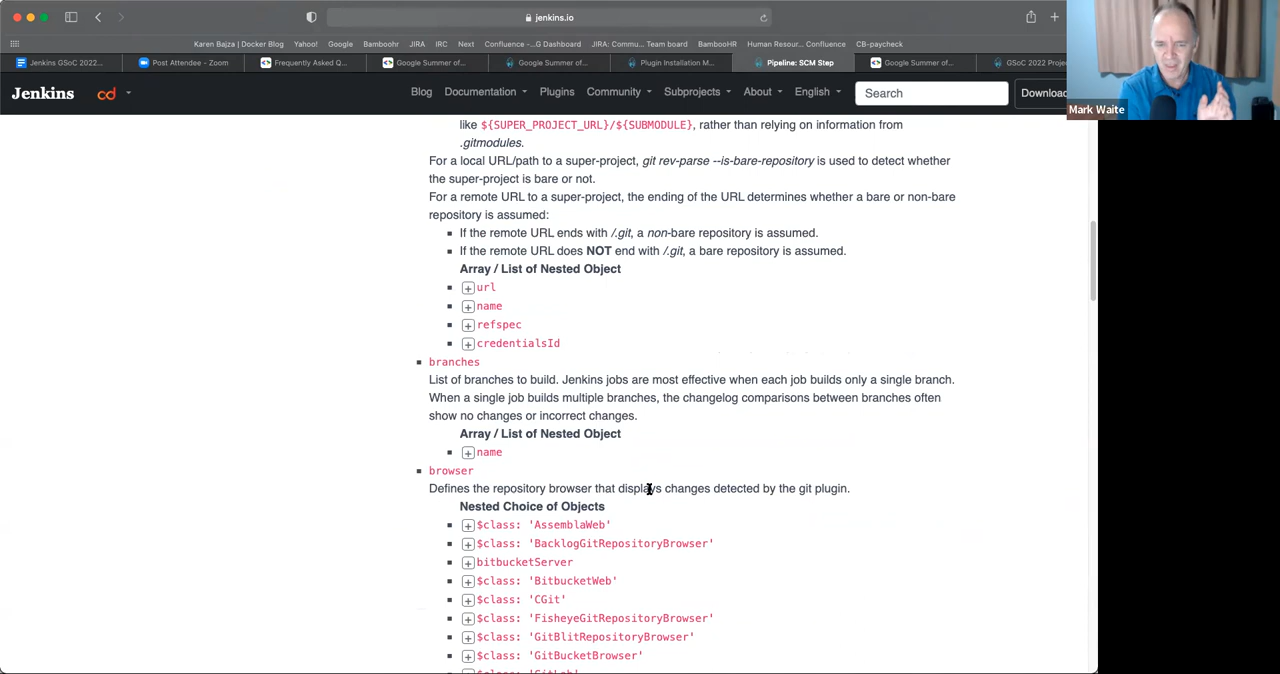 jenkins.io
Karen Bajza | Docker Blog Yahoo! Google Bamboohr JIRA IRC Next Confluence ...G Dashboard JIRA: Commu... Team board BambooHR Human Resour... Confluence CB-paycheck
Jenkins GSoC 2022... Post Attendee - Zoom Frequently Asked Q... Google Summer of... Google Summer of... Plugin Installation M... Pipeline: SCM Step Google Summer of... GSoC 2022 Proje
Jenkins cd Blog Documentation Plugins Community Subprojects About English Search Download
Mark Waite
like ${SUPER_PROJECT_URL}/${SUBMODULE}, rather than relying on information from
.gitmodules.
For a local URL/path to a super-project, git rev-parse --is-bare-repository is used to detect whether
the super-project is bare or not.
For a remote URL to a super-project, the ending of the URL determines whether a bare or non-bare
repository is assumed:
If the remote URL ends with /.git, a non-bare repository is assumed.
If the remote URL does NOT end with /.git, a bare repository is assumed.
Array / List of Nested Object
url
name
refspec
credentialsId
branches
List of branches to build. Jenkins jobs are most effective when each job builds only a single branch.
When a single job builds multiple branches, the changelog comparisons between branches often
show no changes or incorrect changes.
Array / List of Nested Object
name
browser
Defines the repository browser that displays changes detected by the git plugin.
Nested Choice of Objects
$class: 'AssemblaWeb'
$class: 'BacklogGitRepositoryBrowser'
bitbucketServer
$class: 'BitbucketWeb'
$class: 'CGit'
$class: 'FisheyeGitRepositoryBrowser'
$class: 'GitBlitRepositoryBrowser'
$class: 'GitBucketBrowser'
$class: 'GitLab'